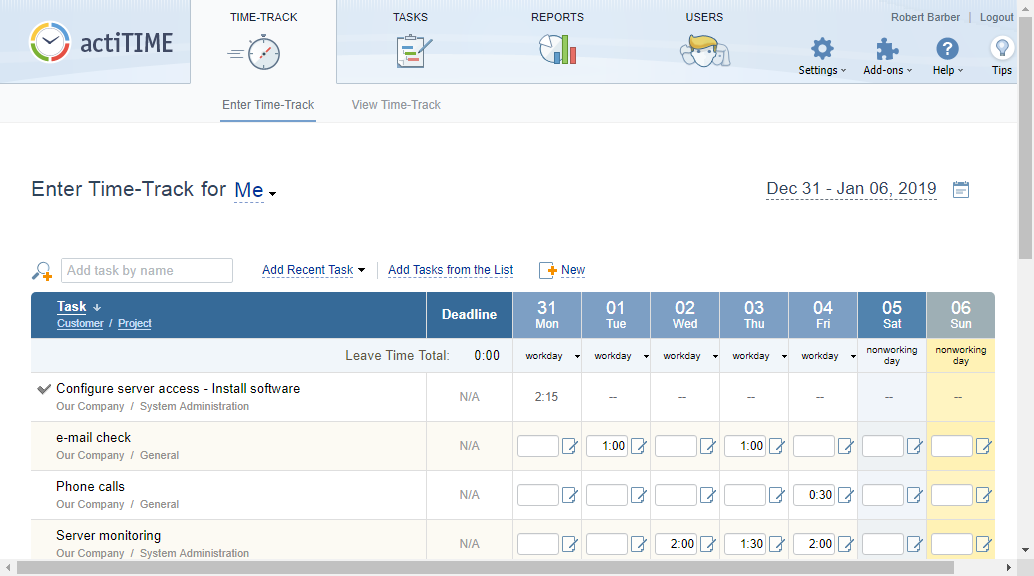 actiTIME
TIME-TRACK
TASKS
REPORTS
USERS
Robert Barber
Logout
Settings
Add-ons
Help
Tips
Enter Time-Track
View Time-Track
Enter Time-Track for Me
Dec 31 - Jan 06, 2019
Add task by name
Add Recent Task
Add Tasks from the List
New
Task
Customer / Project
Deadline
31 Mon
01 Tue
02 Wed
03 Thu
04 Fri
05 Sat
06 Sun
Leave Time Total: 0:00 workday workday workday workday workday nonworking day nonworking day
Configure server access - Install software
Our Company / System Administration
N/A 2:15 -- -- -- -- -- --
e-mail check
Our Company / General
N/A 1:00 1:00
Phone calls
Our Company / General
N/A 0:30
Server monitoring
Our Company / System Administration
N/A 2:00 1:30 2:00